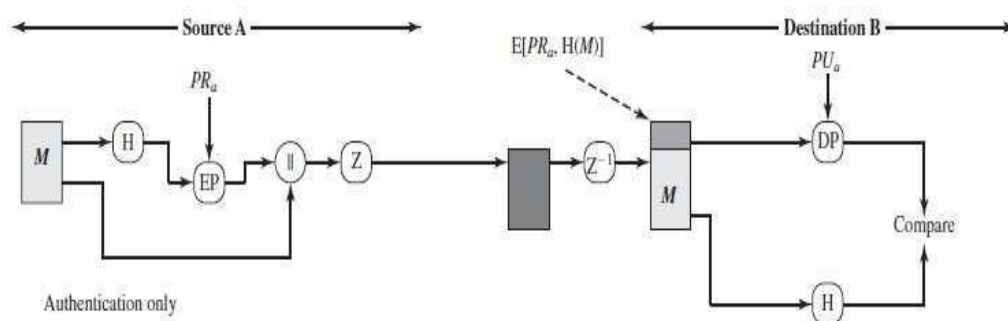 Source A
Destination B
E[PRₐ, H(M)]
PRₐ
PUₐ
M
H
EP
||
Z
Z⁻¹
M
DP
Compare
H
Authentication only